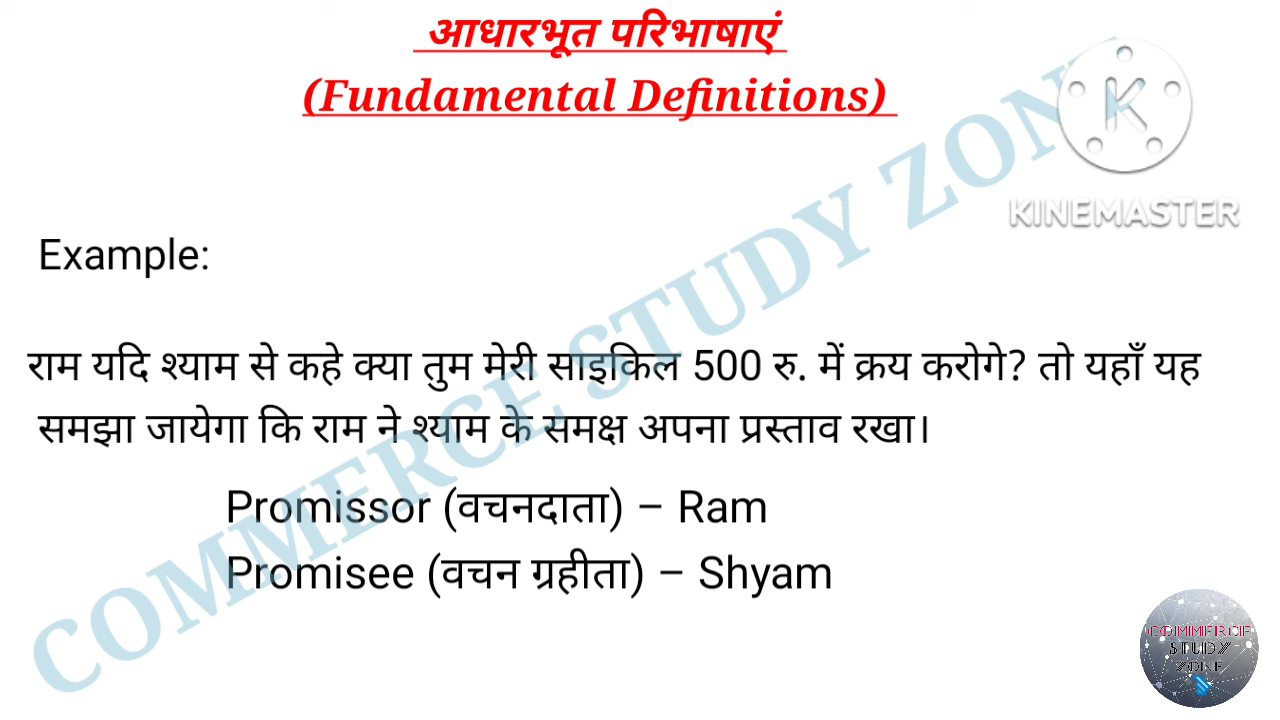 आधारभूत परिभाषाएं
(Fundamental Definitions)
KINEMASTER
Example:
राम यदि श्याम से कहे क्या तुम मेरी साइकिल 500 रु. में क्रय करोगे? तो यहाँ यह
समझा जायेगा कि राम ने श्याम के समक्ष अपना प्रस्ताव रखा।
Promissor (वचनदाता) – Ram
Promisee (वचन ग्रहीता) – Shyam
COMMERCE STUDY ZONE
COMMERCE
STUDY
ZONE